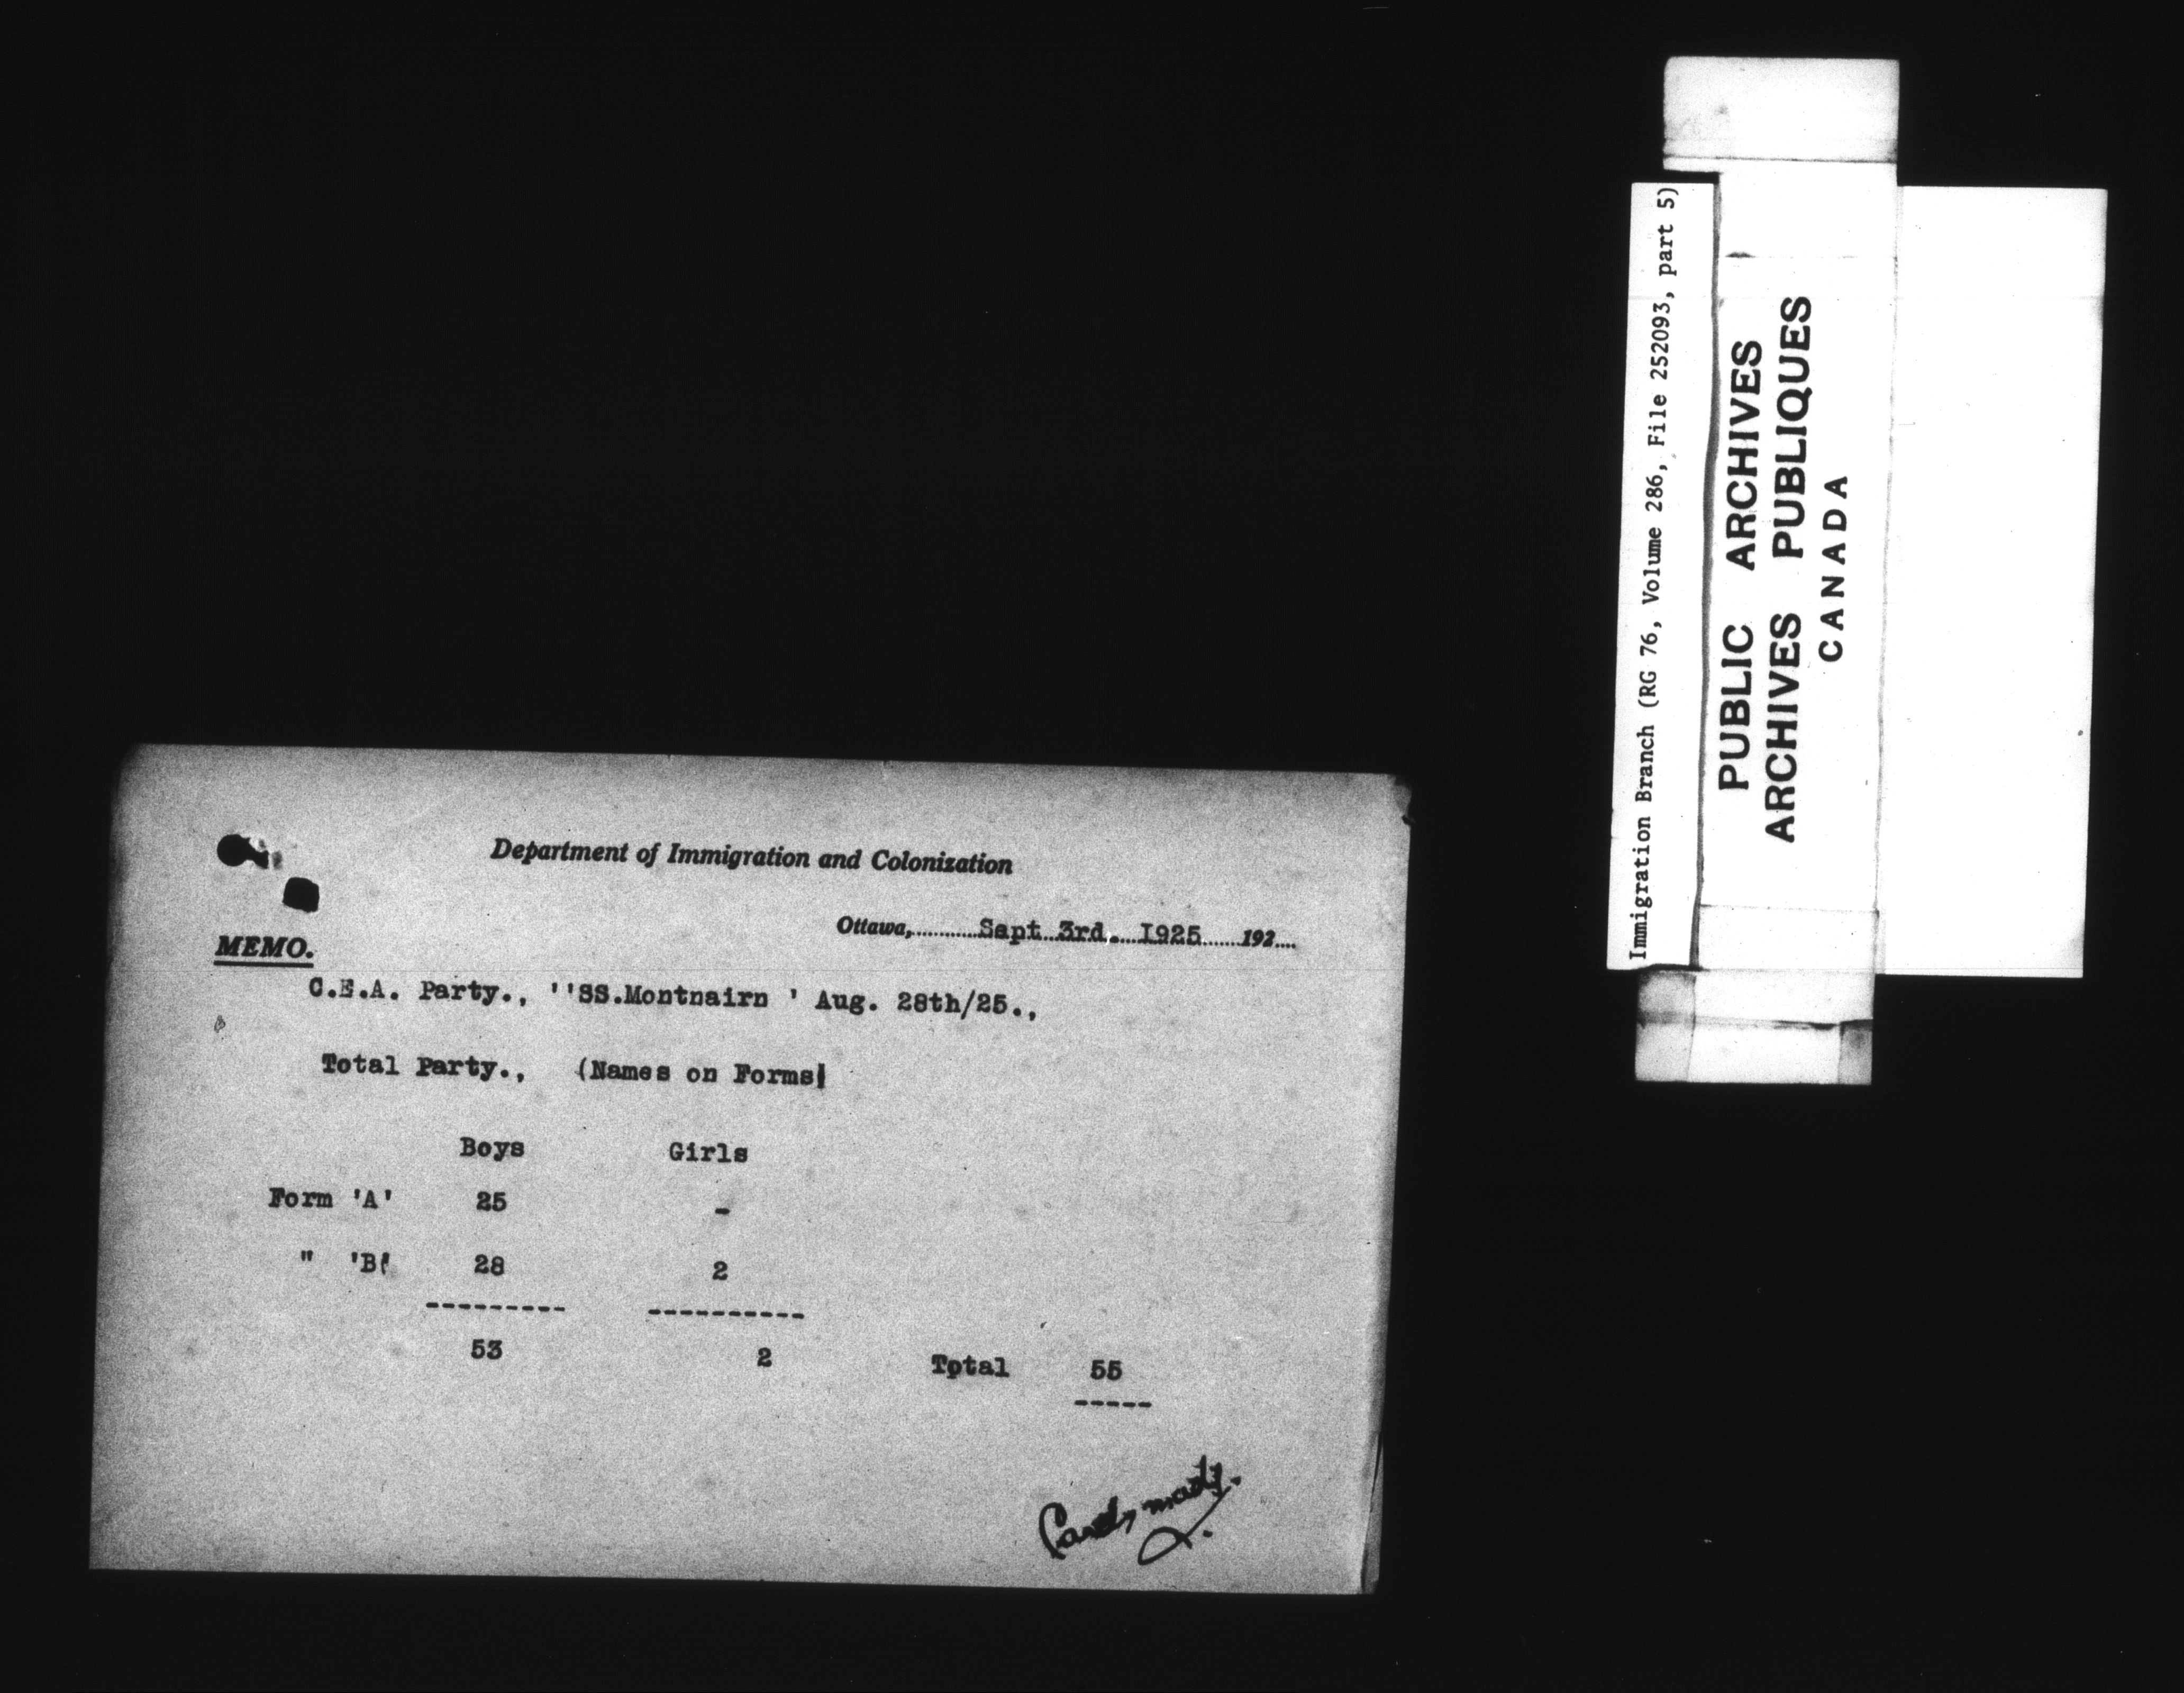 Department of Immigration and Colonization
Ottawa,..........Sapt 3rd. I925......192....
MEMO.
C.E.A. Party., ''SS.Montnairn ' Aug. 28th/25.,
Total Party., (Names on Forms)
Boys Girls
Form 'A' 25 -
" 'B' 28 2
--------- ----------
53 2 Total 55
-----
Immigration Branch (RG 76, Volume 286, File 252093, part 5)
PUBLIC ARCHIVES
ARCHIVES PUBLIQUES
CANADA